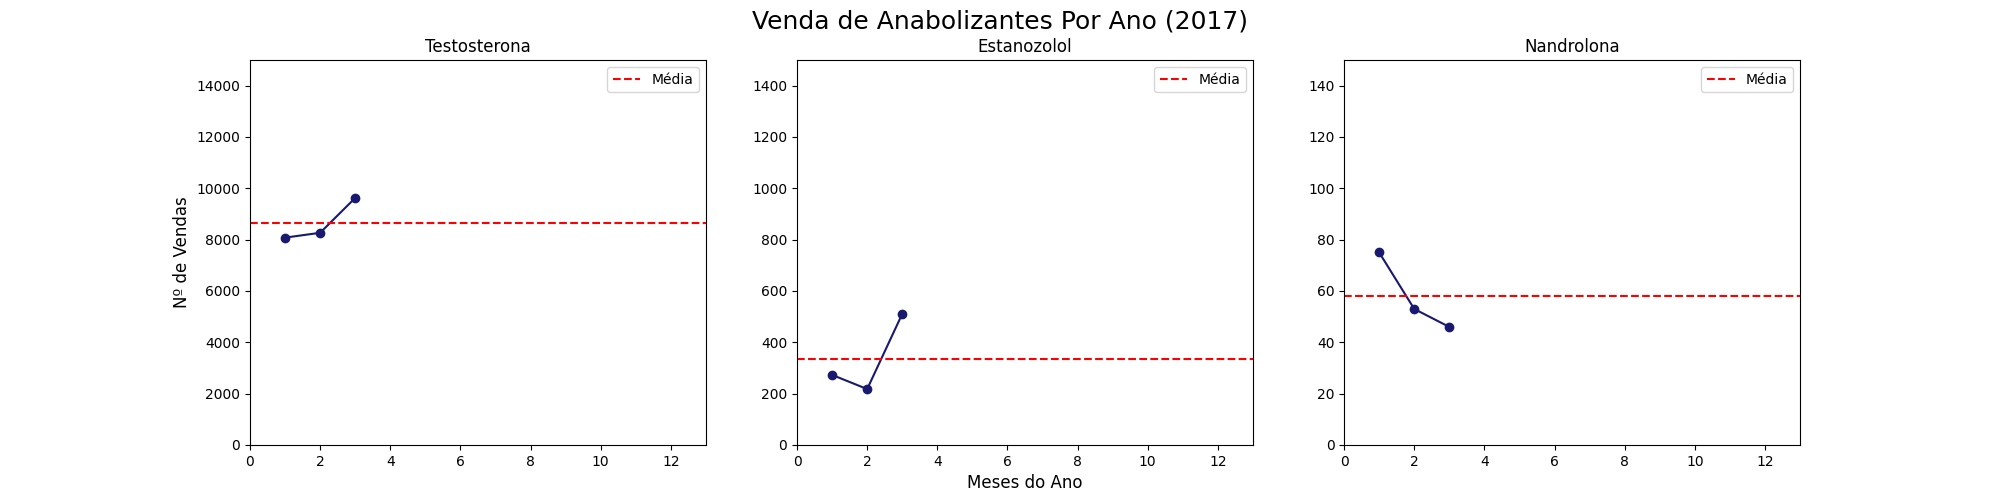 Venda de Anabolizantes Por Ano (2017)
Testosterona
Nº de Vendas
14000
12000
10000
8000
6000
4000
2000
0
0 2 4 6 8 10 12
Média
Estanozolol
1400
1200
1000
800
600
400
200
0
0 2 4 6 8 10 12
Média
Meses do Ano
Nandrolona
140
120
100
80
60
40
20
0
0 2 4 6 8 10 12
Média